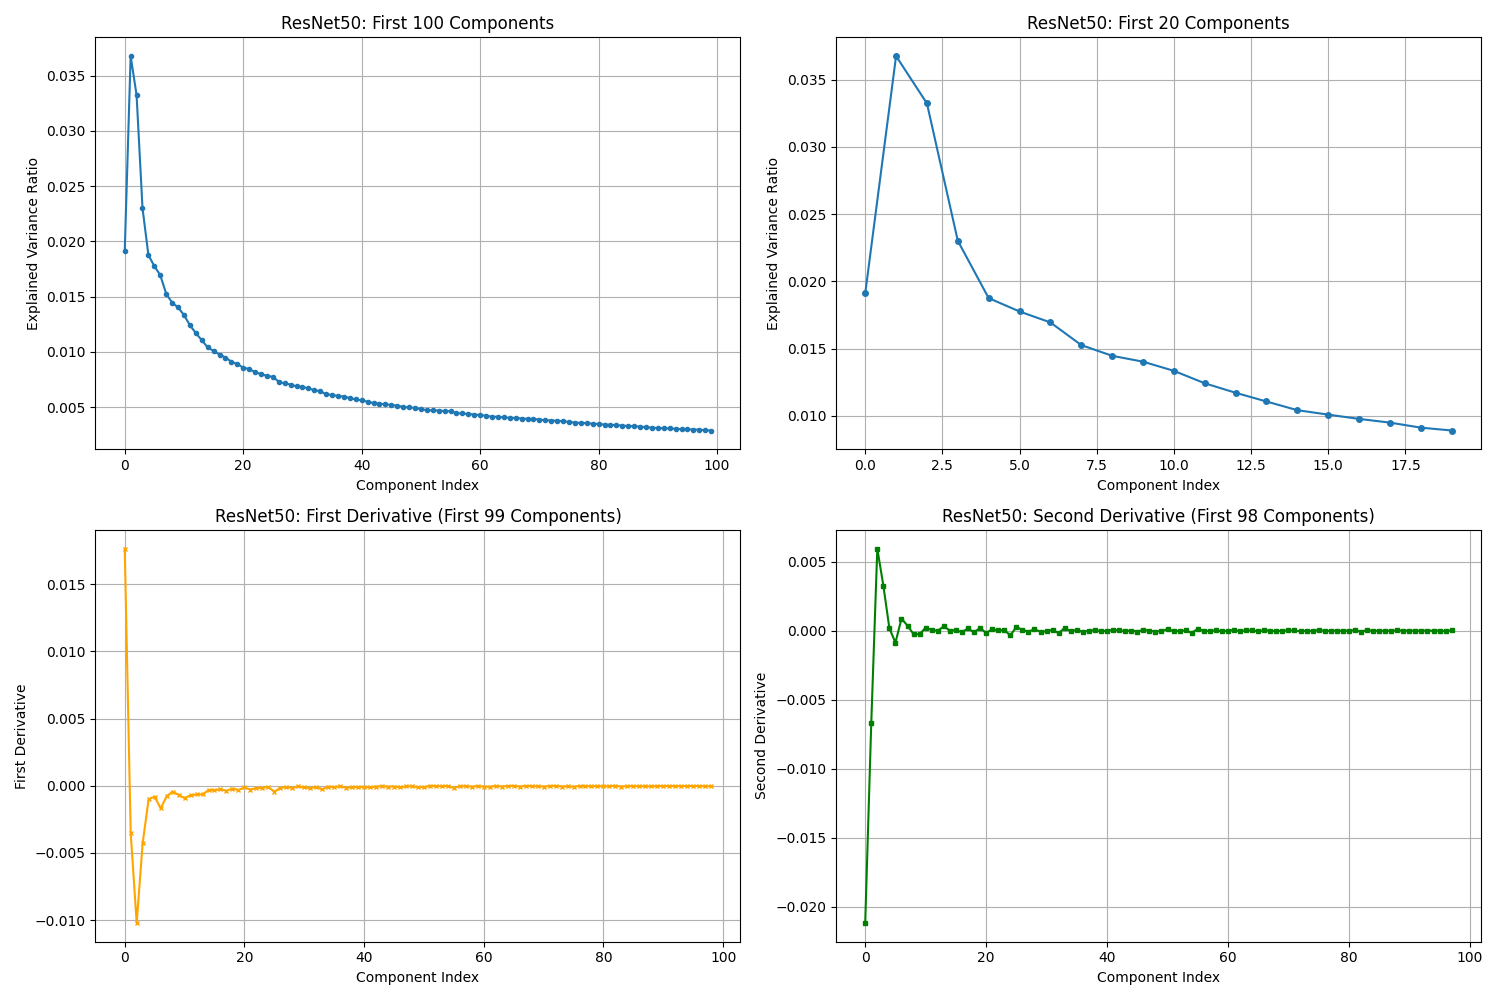 ResNet50: First 100 Components
0.035
0.030
0.025
0.020
0.015
0.010
0.005
Explained Variance Ratio
0 20 40 60 80 100
Component Index
ResNet50: First 20 Components
0.035
0.030
0.025
0.020
0.015
0.010
Explained Variance Ratio
0.0 2.5 5.0 7.5 10.0 12.5 15.0 17.5
Component Index
ResNet50: First Derivative (First 99 Components)
0.015
0.010
0.005
0.000
−0.005
−0.010
First Derivative
0 20 40 60 80 100
Component Index
ResNet50: Second Derivative (First 98 Components)
0.005
0.000
−0.005
−0.010
−0.015
−0.020
Second Derivative
0 20 40 60 80 100
Component Index